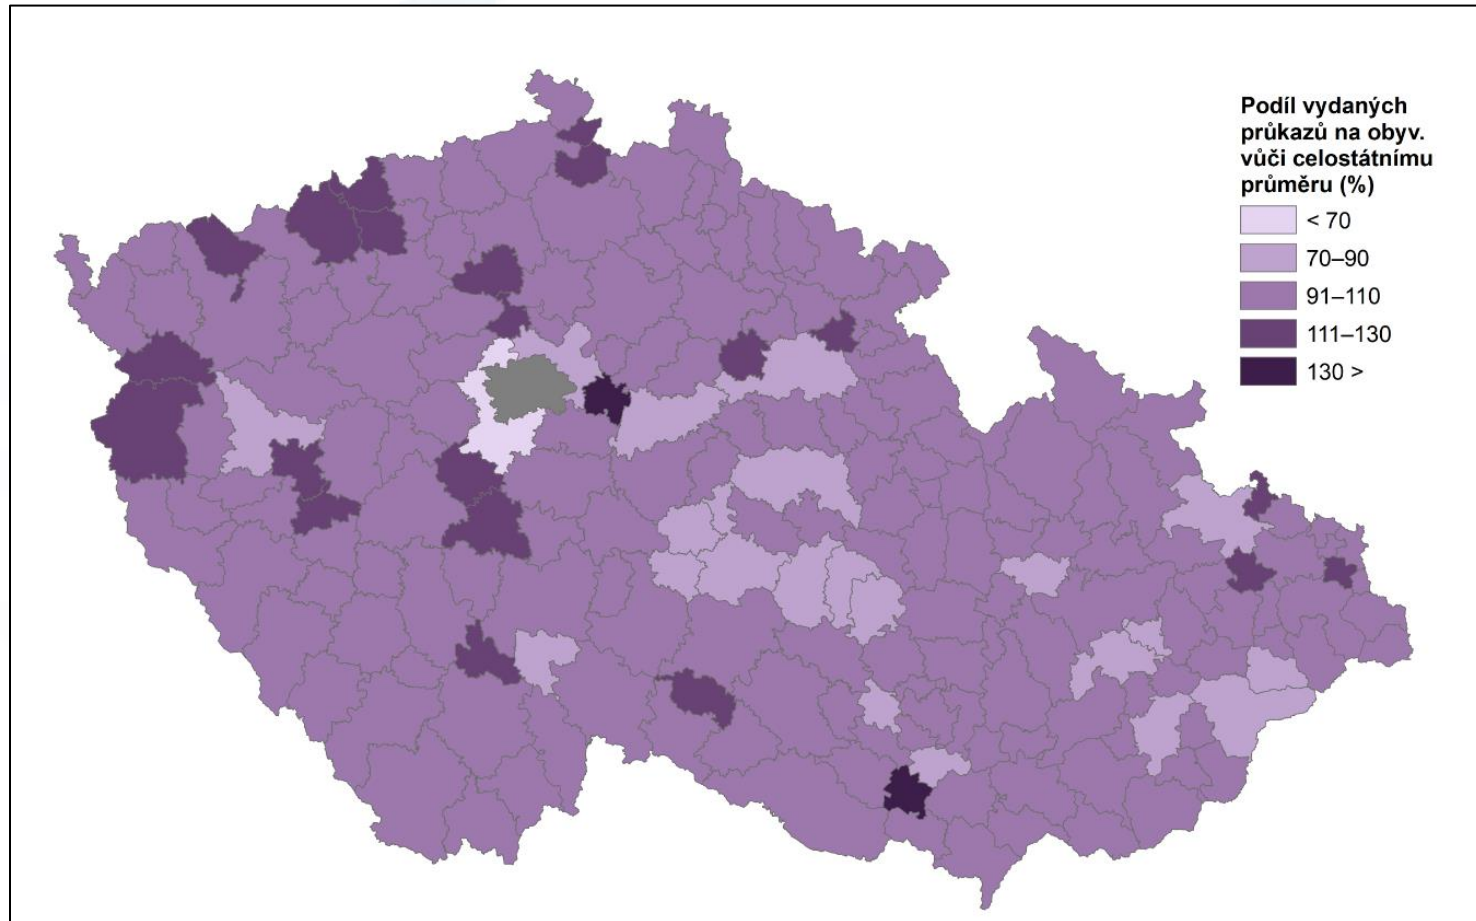 Podíl vydaných
průkazů na obyv.
vůči celostátnímu
průměru (%)
< 70
70–90
91–110
111–130
130 >